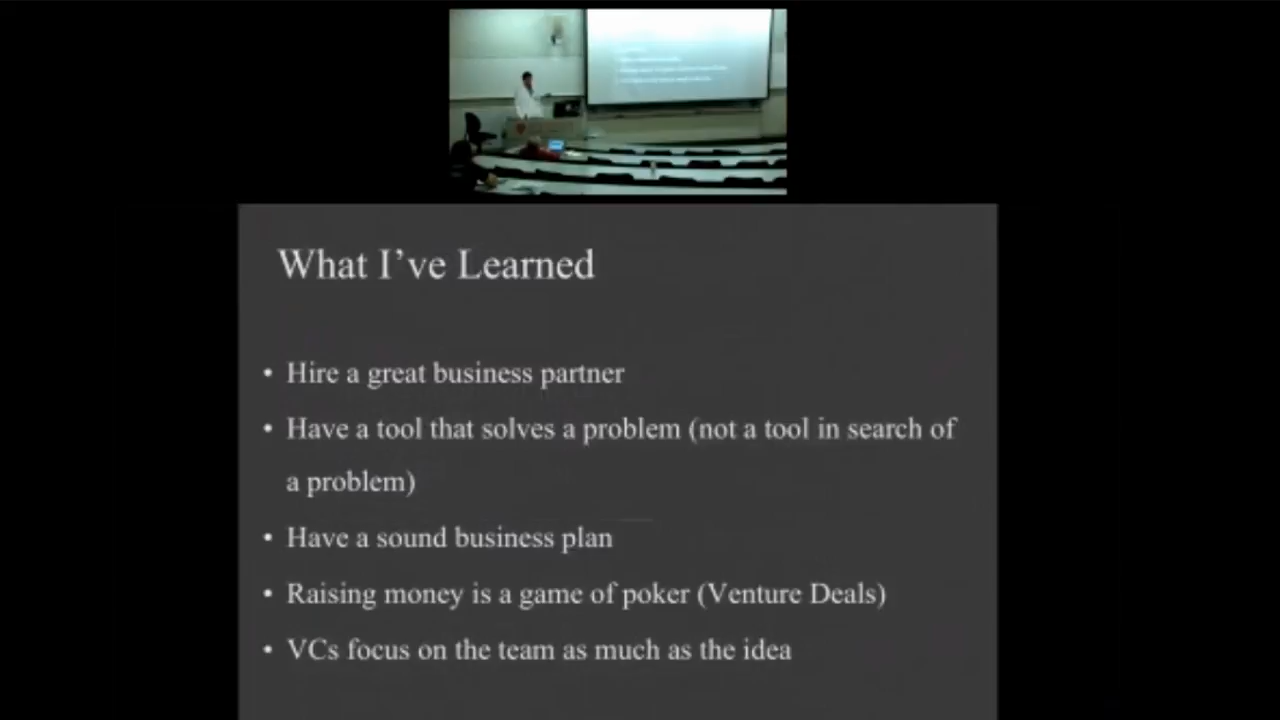 What I've Learned
• Hire a great business partner
• Have a tool that solves a problem (not a tool in search of
a problem)
• Have a sound business plan
• Raising money is a game of poker (Venture Deals)
• VCs focus on the team as much as the idea